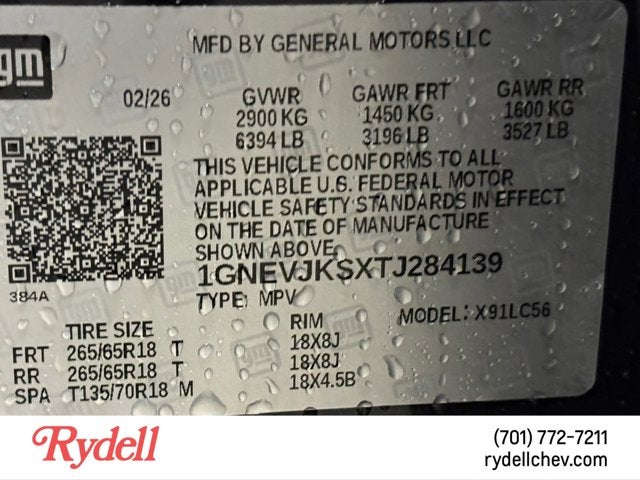 gm
MFD BY GENERAL MOTORS LLC
02/26 GVWR GAWR FRT GAWR RR
2900 KG 1450 KG 1600 KG
6394 LB 3196 LB 3527 LB
THIS VEHICLE CONFORMS TO ALL
APPLICABLE U.S. FEDERAL MOTOR
VEHICLE SAFETY STANDARDS IN EFFECT
ON THE DATE OF MANUFACTURE
SHOWN ABOVE.
1GNEVJKSXTJ284139
384A
TYPE: MPV
MODEL: X91LC56
TIRE SIZE RIM
FRT 265/65R18 T 18X8J
RR 265/65R18 T 18X8J
SPA T135/70R18 M 18X4.5B
Rydell
(701) 772-7211
rydellchev.com